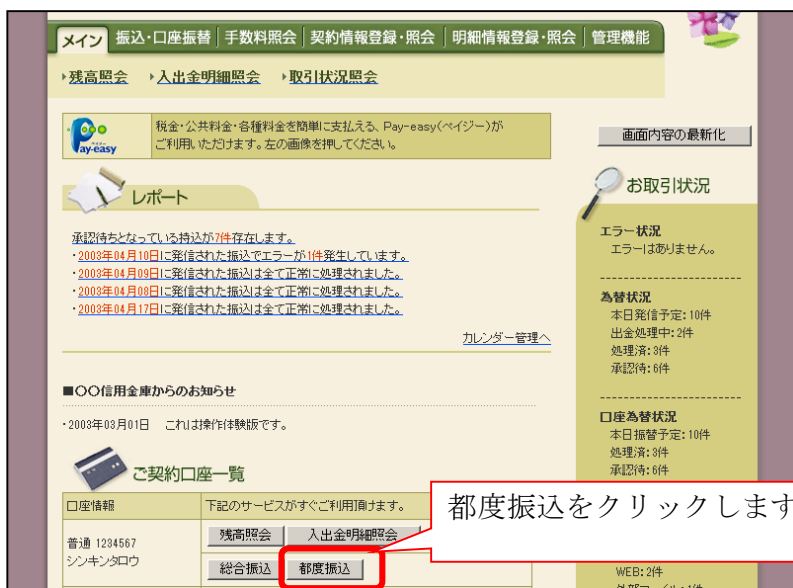 メイン 振込・口座振替 手数料照会 契約情報登録・照会 明細情報登録・照会 管理機能
残高照会 入出金明細照会 取引状況照会
Pay-easy
税金・公共料金・各種料金を簡単に支払える、Pay-easy(ペイジー)が
ご利用いただけます。左の画像を押してください。
画面内容の最新化
レポート
承認待ちとなっている持込が7件存在します。
・2003年04月10日に発信された振込でエラーが1件発生しています。
・2003年04月09日に発信された振込は全て正常に処理されました。
・2003年04月08日に発信された振込は全て正常に処理されました。
・2003年04月17日に発信された振込は全て正常に処理されました。
カレンダー管理へ
■〇〇信用金庫からのお知らせ
・2003年03月01日 これは操作体験版です。
ご契約口座一覧
口座情報 下記のサービスがすぐご利用頂けます。
普通 1234567
シンキンタロウ
残高照会 入出金明細照会
総合振込 都度振込
都度振込をクリックします
お取引状況
エラー状況
エラーはありません。
為替状況
本日発信予定:10件
出金処理中:2件
処理済:3件
承認待:6件
口座為替状況
本日振替予定:10件
処理済:3件
承認待:6件
WEB:2件